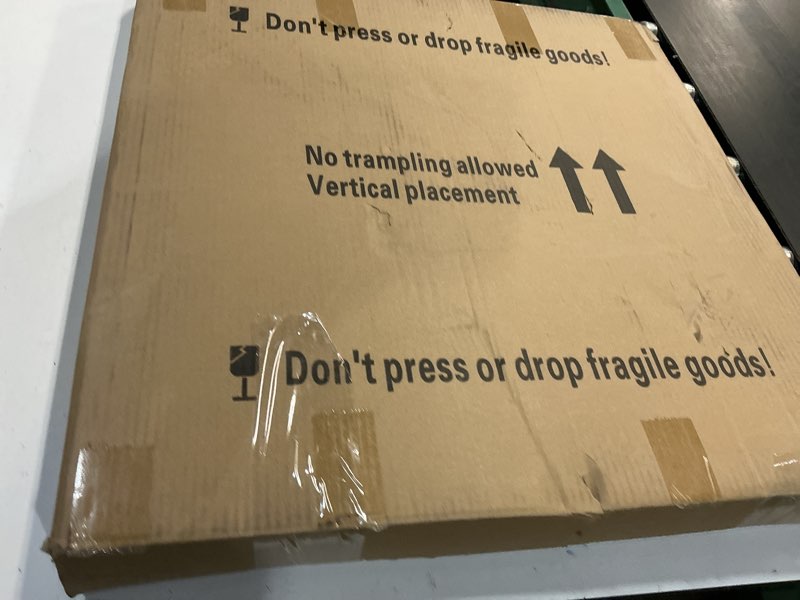 Don't press or drop fragile goods!
No trampling allowed
Vertical placement
Don't press or drop fragile goods!